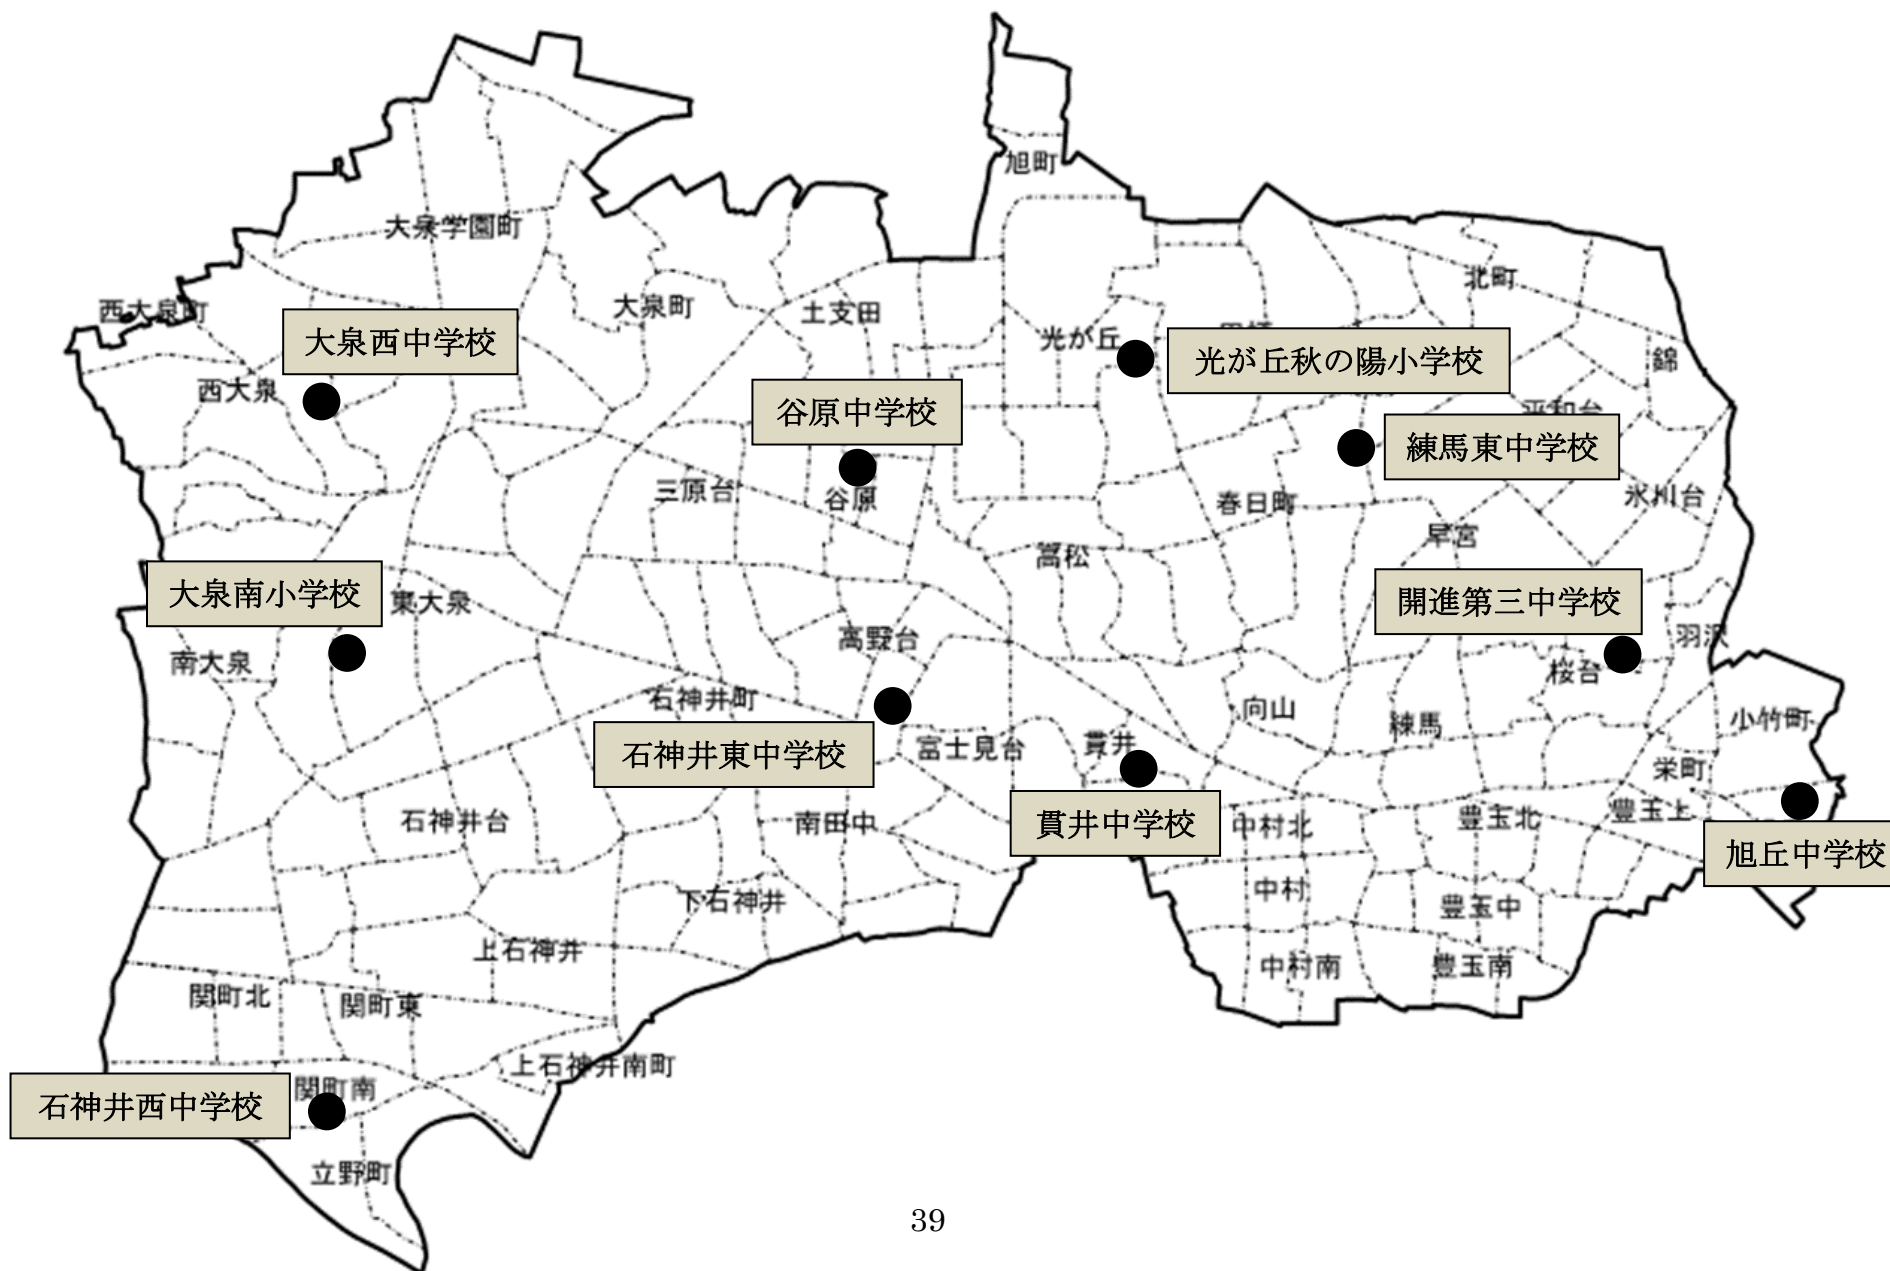 旭町
大泉学園町
北町
西大泉町
大泉町
土支田
光が丘
大泉西中学校
光が丘秋の陽小学校
錦
西大泉
谷原中学校
平和台
練馬東中学校
三原台
谷原
春日町
氷川台
早宮
高松
大泉南小学校
東大泉
開進第三中学校
高野台
羽沢
南大泉
桜台
石神井町
向山
練馬
小竹町
石神井東中学校
富士見台
貫井
栄町
石神井台
南田中
貫井中学校
中村北
豊玉北
豊玉上
旭丘中学校
下石神井
中村
豊玉中
上石神井
中村南
豊玉南
関町北
関町東
上石神井南町
関町南
石神井西中学校
立野町
39